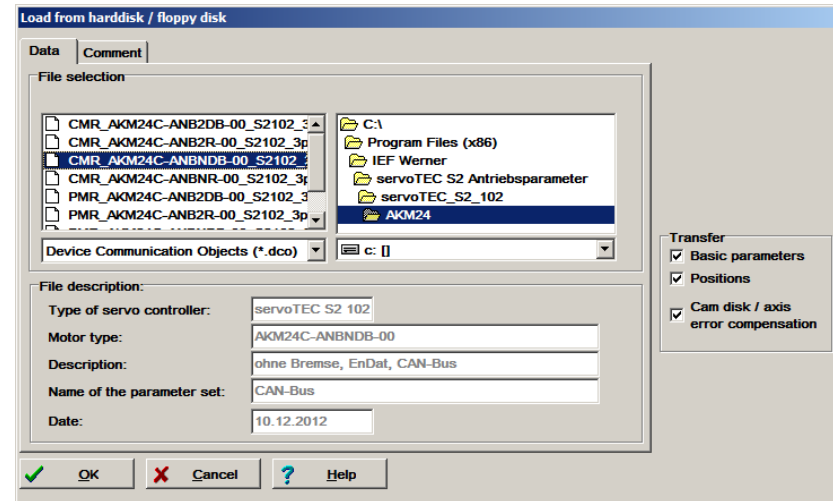 Load from harddisk / floppy disk
Data Comment
File selection
CMR_AKM24C-ANB2DB-00_S2102_3
CMR_AKM24C-ANB2R-00_S2102_3p
CMR_AKM24C-ANBNDB-00_S2102_
CMR_AKM24C-ANBNR-00_S2102_3p
PMR_AKM24C-ANB2DB-00_S2102_3
PMR_AKM24C-ANB2R-00_S2102_3p
Device Communication Objects (*.dco)
C:\
Program Files (x86)
IEF Werner
servoTEC S2 Antriebsparameter
servoTEC_S2_102
AKM24
c: []
Transfer
Basic parameters
Positions
Cam disk / axis
error compensation
File description:
Type of servo controller: servoTEC S2 102
Motor type: AKM24C-ANBNDB-00
Description: ohne Bremse, EnDat, CAN-Bus
Name of the parameter set: CAN-Bus
Date: 10.12.2012
OK Cancel Help